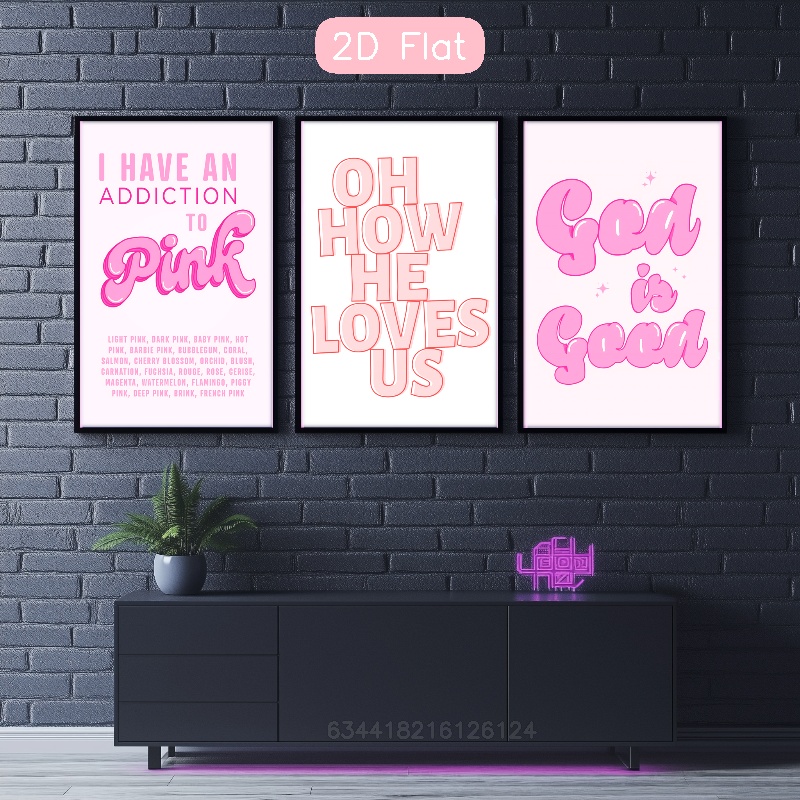 2D Flat
I HAVE AN
ADDICTION
TO
Pink
LIGHT PINK, DARK PINK, BABY PINK, HOT
PINK, BARBIE PINK, BUBBLEGUM, CORAL,
SALMON, CHERRY BLOSSOM, ORCHID, BLUSH,
CARNATION, FUCHSIA, ROUGE, ROSE, CERISE,
MAGENTA, WATERMELON, FLAMINGO, PIGGY
PINK, DEEP PINK, BRINK, FRENCH PINK
OH
HOW
HE
LOVES
US
God
is
Good
634418216126124